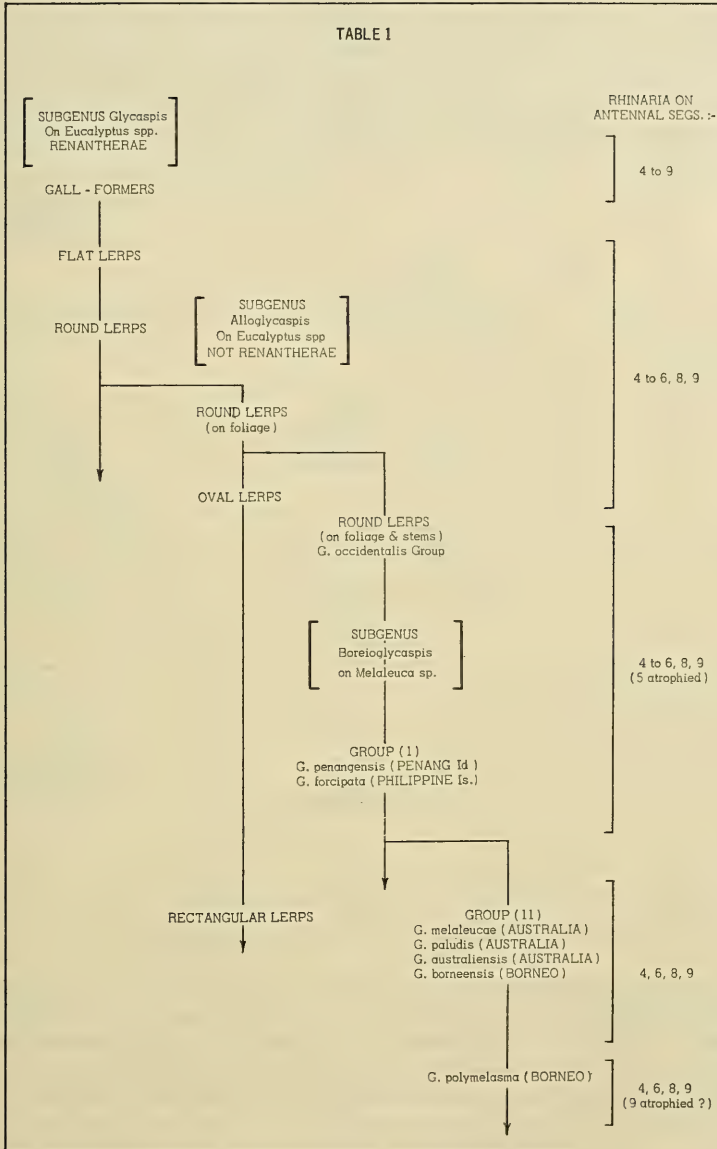 TABLE 1
SUBGENUS Glycaspis
On Eucalyptus spp.
RENANTHERAE
RHINARIA ON
ANTENNAL SEGS. :-
4 to 9
GALL - FORMERS
FLAT LERPS
ROUND LERPS
SUBGENUS
Alloglycaspis
On Eucalyptus spp
NOT RENANTHERAE
4 to 6, 8, 9
ROUND LERPS
(on foliage)
OVAL LERPS
ROUND LERPS
(on foliage & stems)
G. occidentalis Group
SUBGENUS
Boreioglycaspis
on Melaleuca sp.
4 to 6, 8, 9
(5 atrophied)
GROUP (1)
G. penangensis (PENANG Id)
G. forcipata (PHILIPPINE Is.)
RECTANGULAR LERPS
GROUP (11)
G. melaleucae (AUSTRALIA)
G. paludis (AUSTRALIA)
G. australiensis (AUSTRALIA)
G. borneensis (BORNEO)
4, 6, 8, 9
G. polymelasma (BORNEO)
4, 6, 8, 9
(9 atrophied ?)